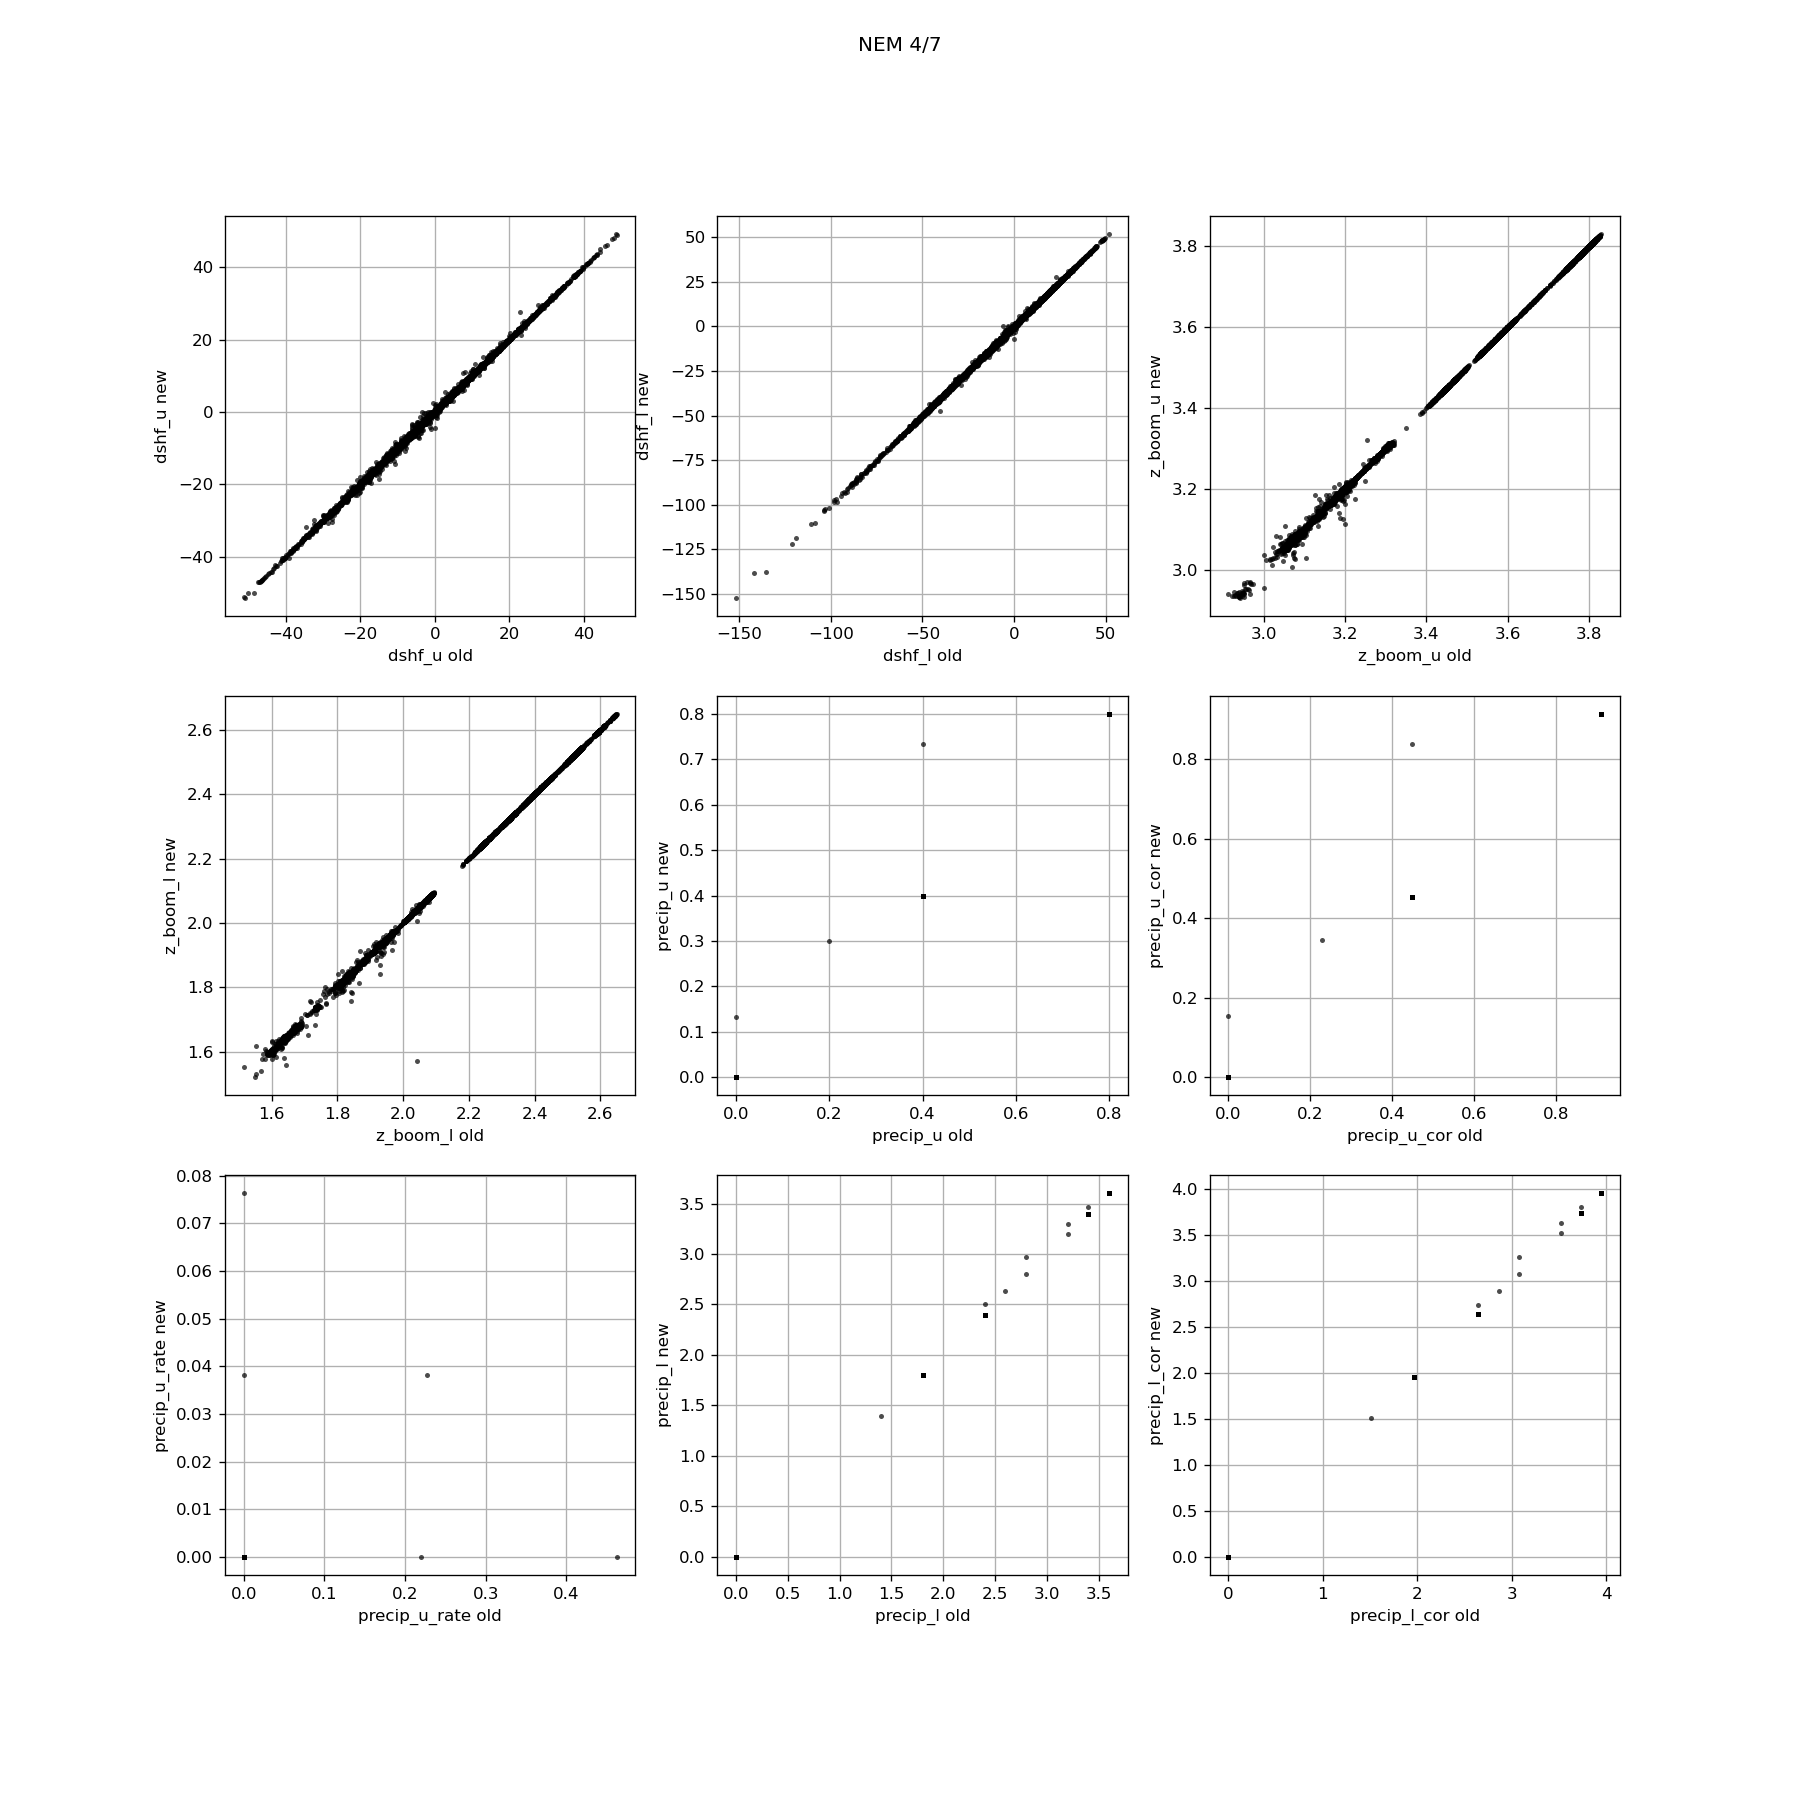 NEM 4/7
40
20
0
−20
−40
dshf_u new
−40 −20 0 20 40
dshf_u old
50
25
0
−25
−50
−75
−100
−125
−150
dshf_l new
−150 −100 −50 0 50
dshf_l old
3.8
3.6
3.4
3.2
3.0
z_boom_u new
3.0 3.2 3.4 3.6 3.8
z_boom_u old
2.6
2.4
2.2
2.0
1.8
1.6
z_boom_l new
1.6 1.8 2.0 2.2 2.4 2.6
z_boom_l old
0.8
0.7
0.6
0.5
0.4
0.3
0.2
0.1
0.0
precip_u new
0.0 0.2 0.4 0.6 0.8
precip_u old
0.8
0.6
0.4
0.2
0.0
precip_u_cor new
0.0 0.2 0.4 0.6 0.8
precip_u_cor old
0.08
0.07
0.06
0.05
0.04
0.03
0.02
0.01
0.00
precip_u_rate new
0.0 0.1 0.2 0.3 0.4
precip_u_rate old
3.5
3.0
2.5
2.0
1.5
1.0
0.5
0.0
precip_l new
0.0 0.5 1.0 1.5 2.0 2.5 3.0 3.5
precip_l old
4.0
3.5
3.0
2.5
2.0
1.5
1.0
0.5
0.0
precip_l_cor new
0 1 2 3 4
precip_l_cor old